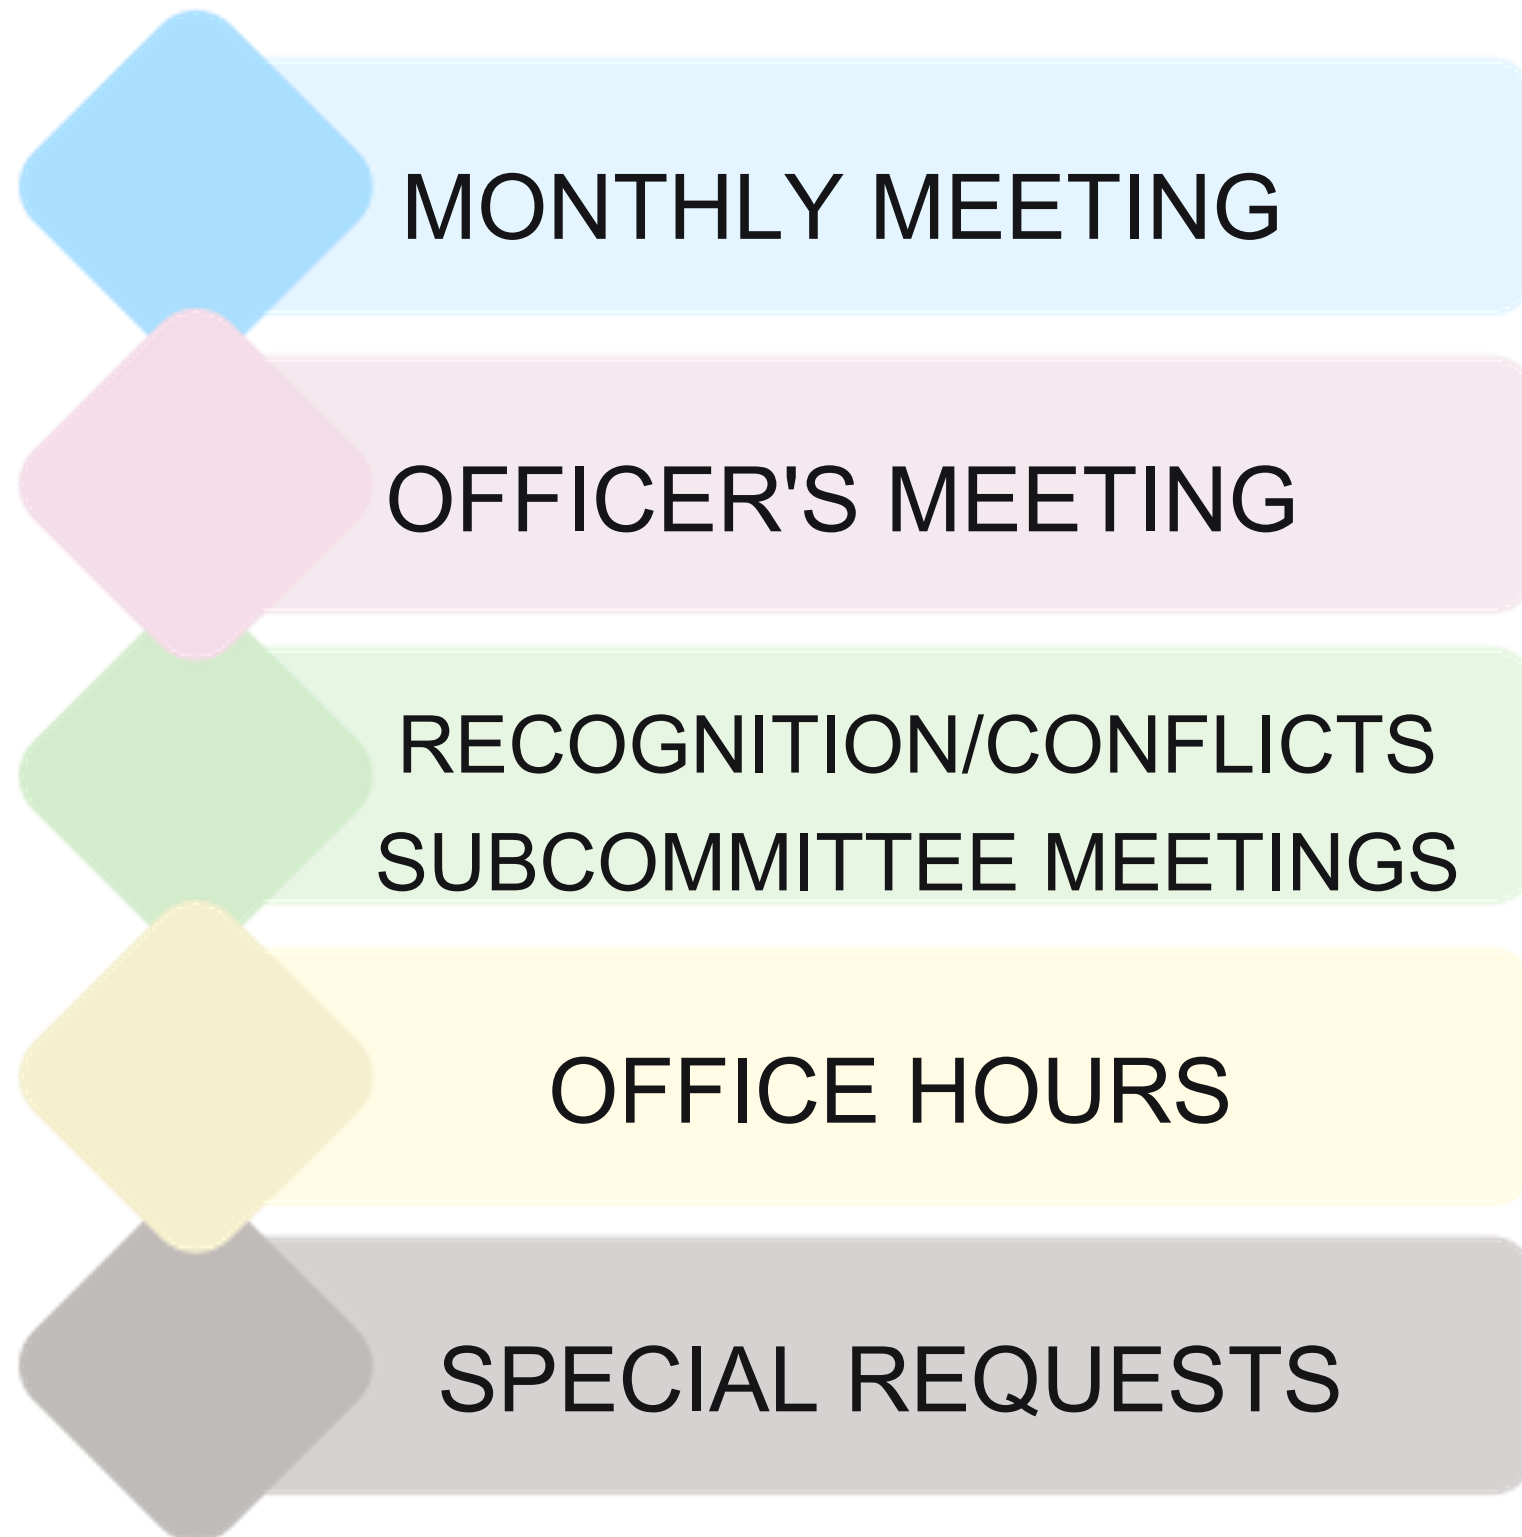 MONTHLY MEETING
OFFICER'S MEETING
RECOGNITION/CONFLICTS
SUBCOMMITTEE MEETINGS
OFFICE HOURS
SPECIAL REQUESTS